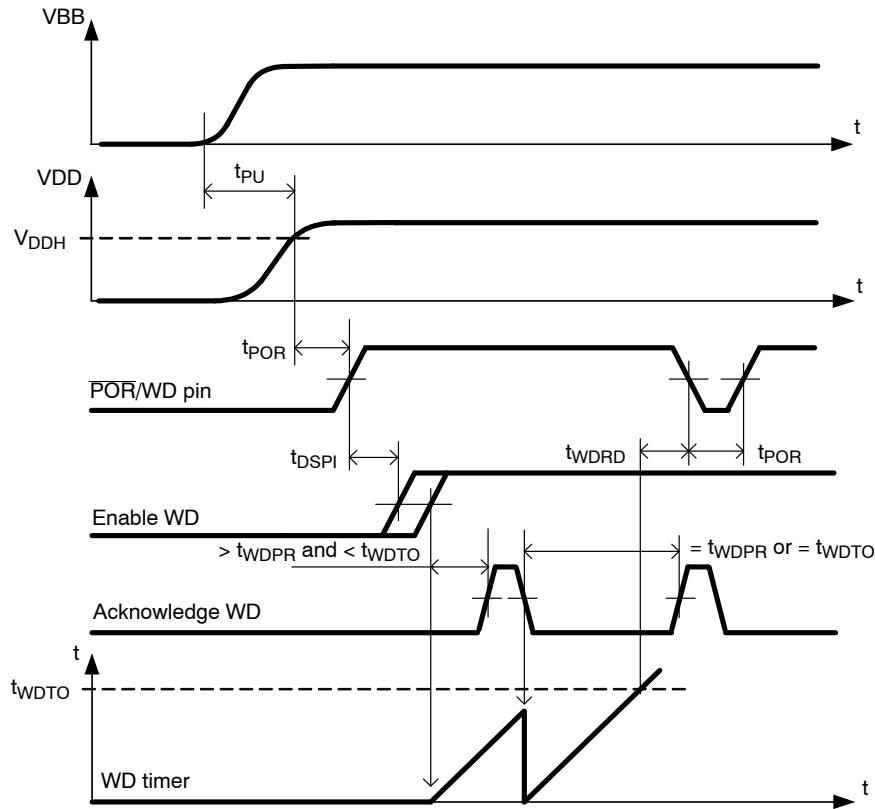 VBB
t
tPU
VDD
VDDH
t
tPOR
POR/WD pin
tDSPI
tWDRD
tPOR
Enable WD
> tWDPR and < tWDTO
= tWDPR or = tWDTO
Acknowledge WD
t
tWDTO
WD timer
t